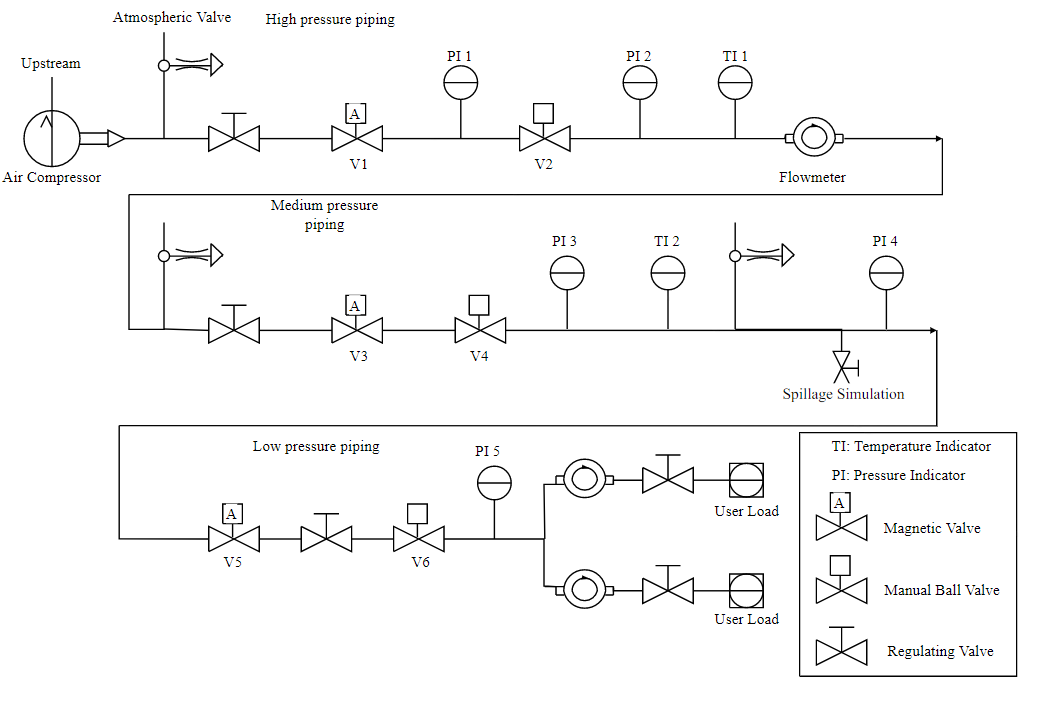 Atmospheric Valve
High pressure piping
Upstream
PI 1
PI 2
TI 1
A
V1
V2
Air Compressor
Flowmeter
Medium pressure
piping
PI 3
TI 2
PI 4
A
V3
V4
Spillage Simulation
Low pressure piping
PI 5
A
V5
V6
User Load
User Load
TI: Temperature Indicator
PI: Pressure Indicator
A
Magnetic Valve
Manual Ball Valve
Regulating Valve